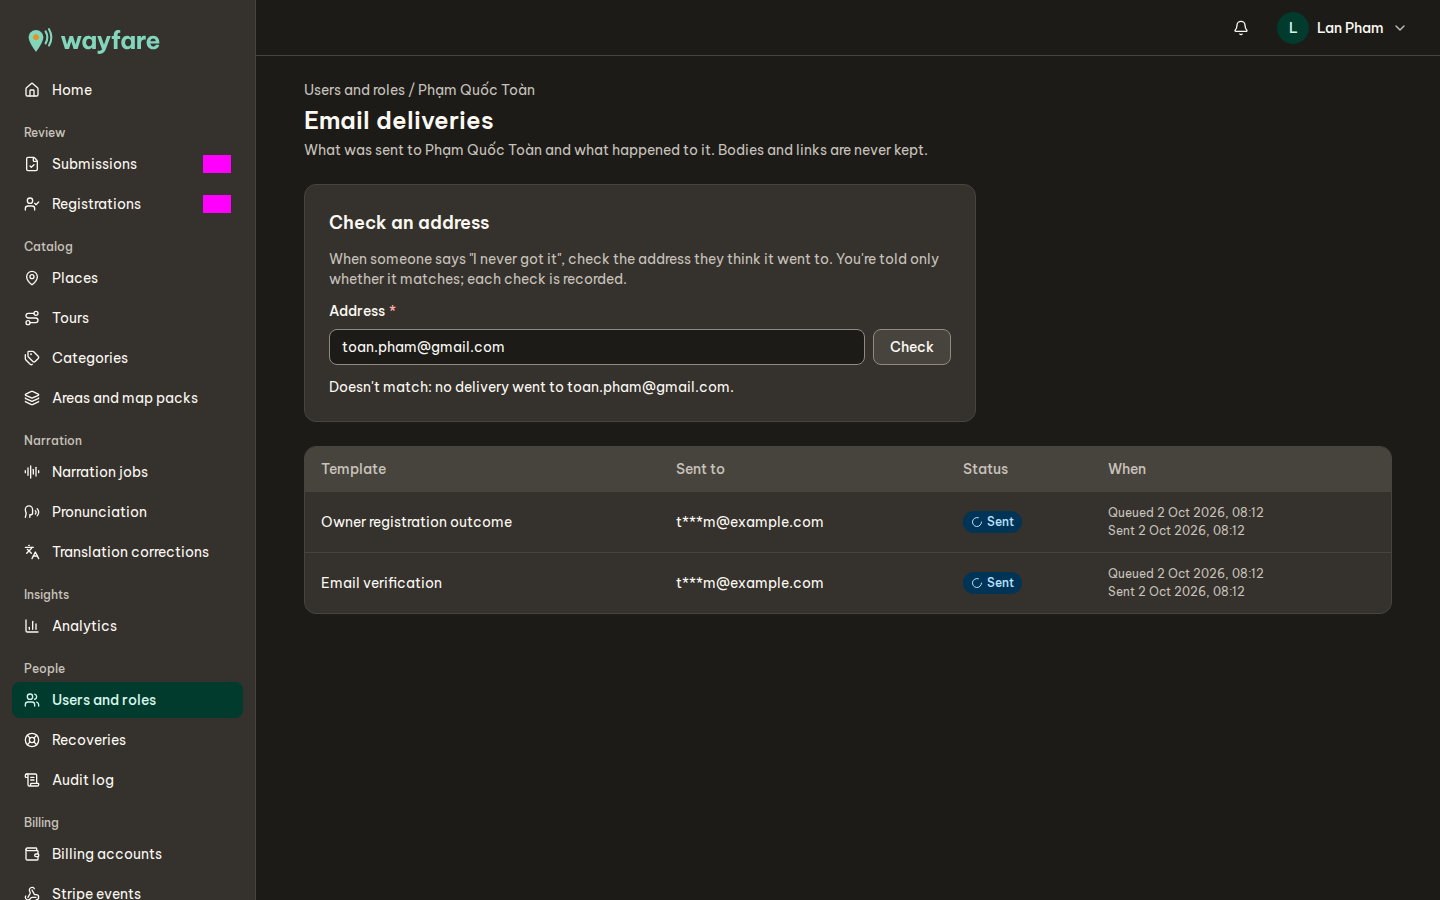 wayfare
Home
Review
Submissions
Registrations
Catalog
Places
Tours
Categories
Areas and map packs
Narration
Narration jobs
Pronunciation
Translation corrections
Insights
Analytics
People
Users and roles
Recoveries
Audit log
Billing
Billing accounts
Stripe events
L Lan Pham
Users and roles / Phạm Quốc Toàn
Email deliveries
What was sent to Phạm Quốc Toàn and what happened to it. Bodies and links are never kept.
Check an address
When someone says "I never got it", check the address they think it went to. You're told only
whether it matches; each check is recorded.
Address *
toan.pham@gmail.com Check
Doesn't match: no delivery went to toan.pham@gmail.com.
Template Sent to Status When
Owner registration outcome t***m@example.com Sent Queued 2 Oct 2026, 08:12
Sent 2 Oct 2026, 08:12
Email verification t***m@example.com Sent Queued 2 Oct 2026, 08:12
Sent 2 Oct 2026, 08:12